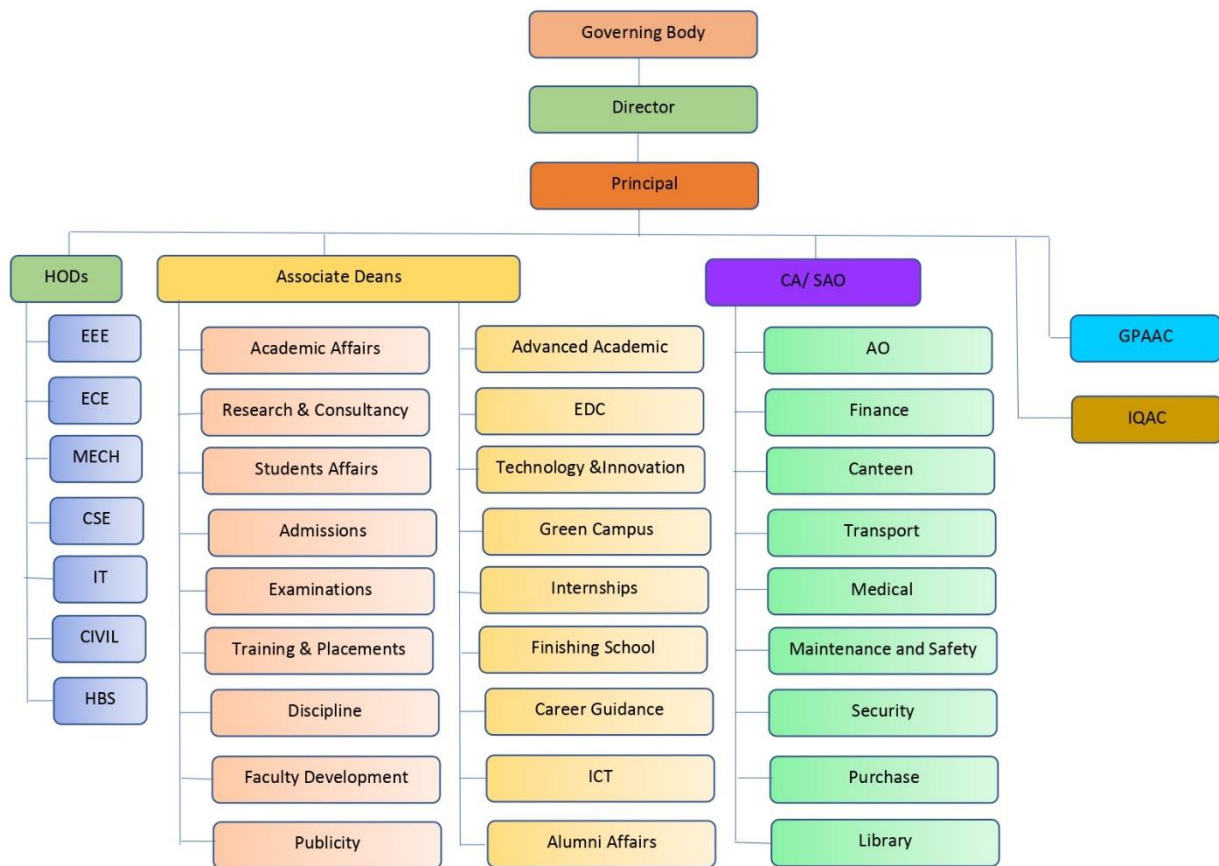 Governing Body
Director
Principal
HODs
EEE
ECE
MECH
CSE
IT
CIVIL
HBS
Associate Deans
Academic Affairs
Research & Consultancy
Students Affairs
Admissions
Examinations
Training & Placements
Discipline
Faculty Development
Publicity
Advanced Academic
EDC
Technology &Innovation
Green Campus
Internships
Finishing School
Career Guidance
ICT
Alumni Affairs
CA/ SAO
AO
Finance
Canteen
Transport
Medical
Maintenance and Safety
Security
Purchase
Library
GPAAC
IQAC